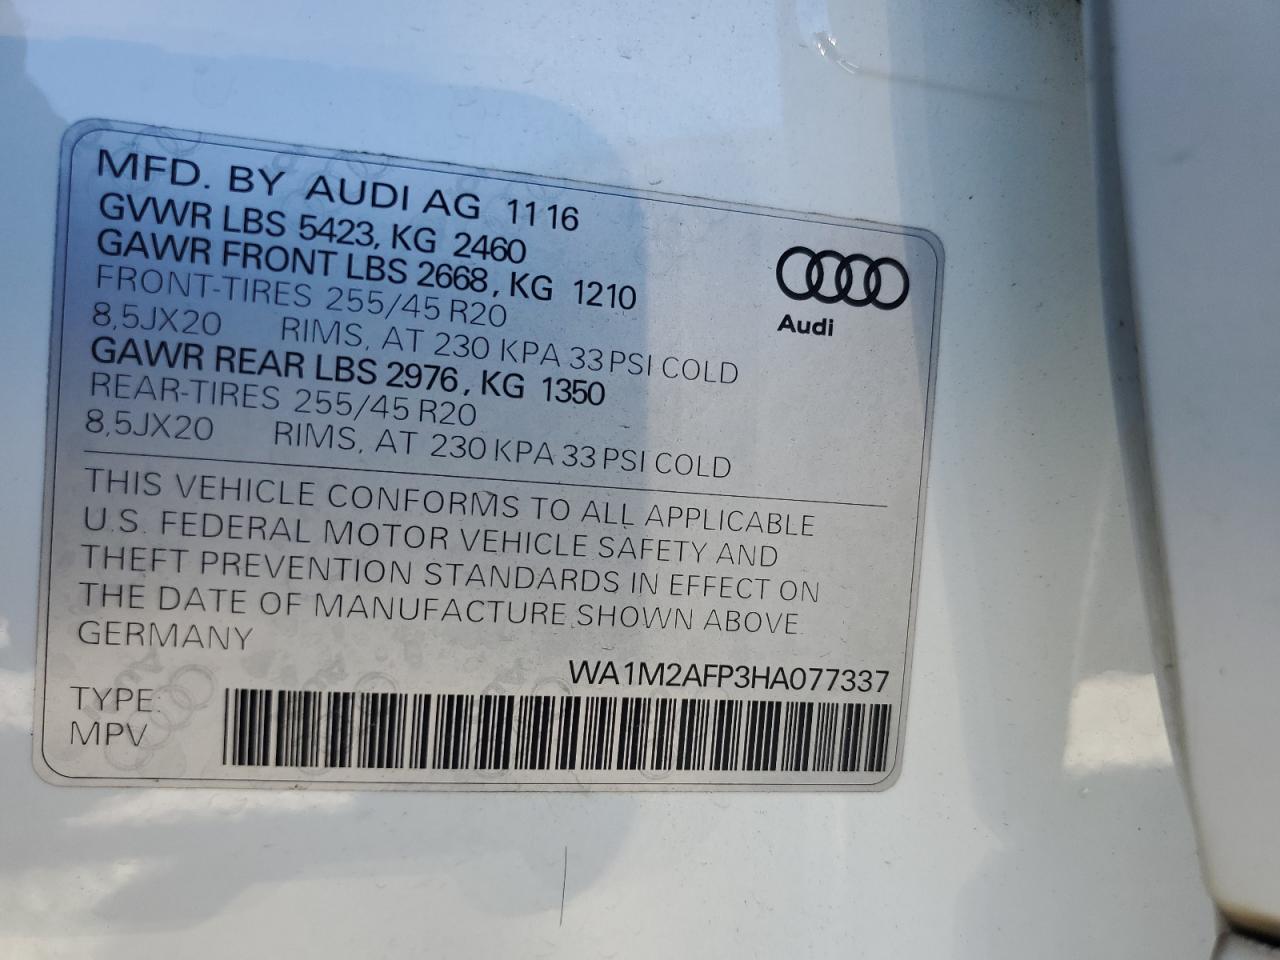 MFD. BY AUDI AG 11 16
GVWR LBS 5423, KG 2460
GAWR FRONT LBS 2668, KG 1210
FRONT-TIRES 255/45 R20
8,5JX20 RIMS, AT 230 KPA 33 PSI COLD
GAWR REAR LBS 2976, KG 1350
REAR-TIRES 255/45 R20
8,5JX20 RIMS, AT 230 KPA 33 PSI COLD
Audi
THIS VEHICLE CONFORMS TO ALL APPLICABLE
U.S. FEDERAL MOTOR VEHICLE SAFETY AND
THEFT PREVENTION STANDARDS IN EFFECT ON
THE DATE OF MANUFACTURE SHOWN ABOVE.
GERMANY
WA1M2AFP3HA077337
TYPE:
MPV